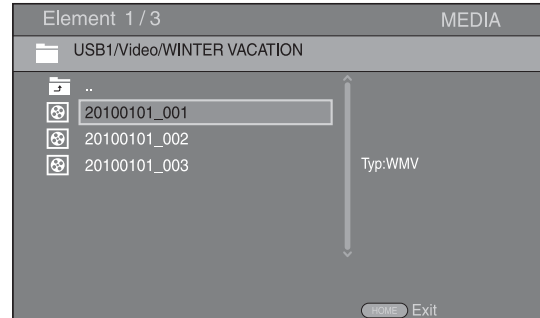 Element 1/3 MEDIA
USB1/Video/WINTER VACATION
..
20100101_001
20100101_002
20100101_003
Typ:WMV
HOME Exit